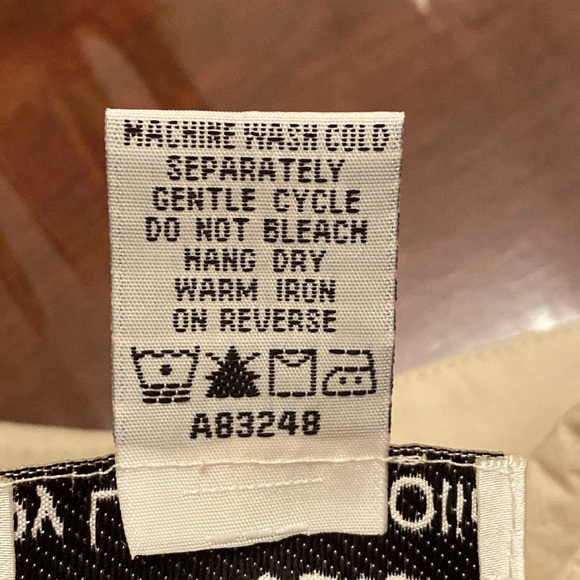 MACHINE WASH COLD
SEPARATELY
GENTLE CYCLE
DO NOT BLEACH
HANG DRY
WARM IRON
ON REVERSE
A83248